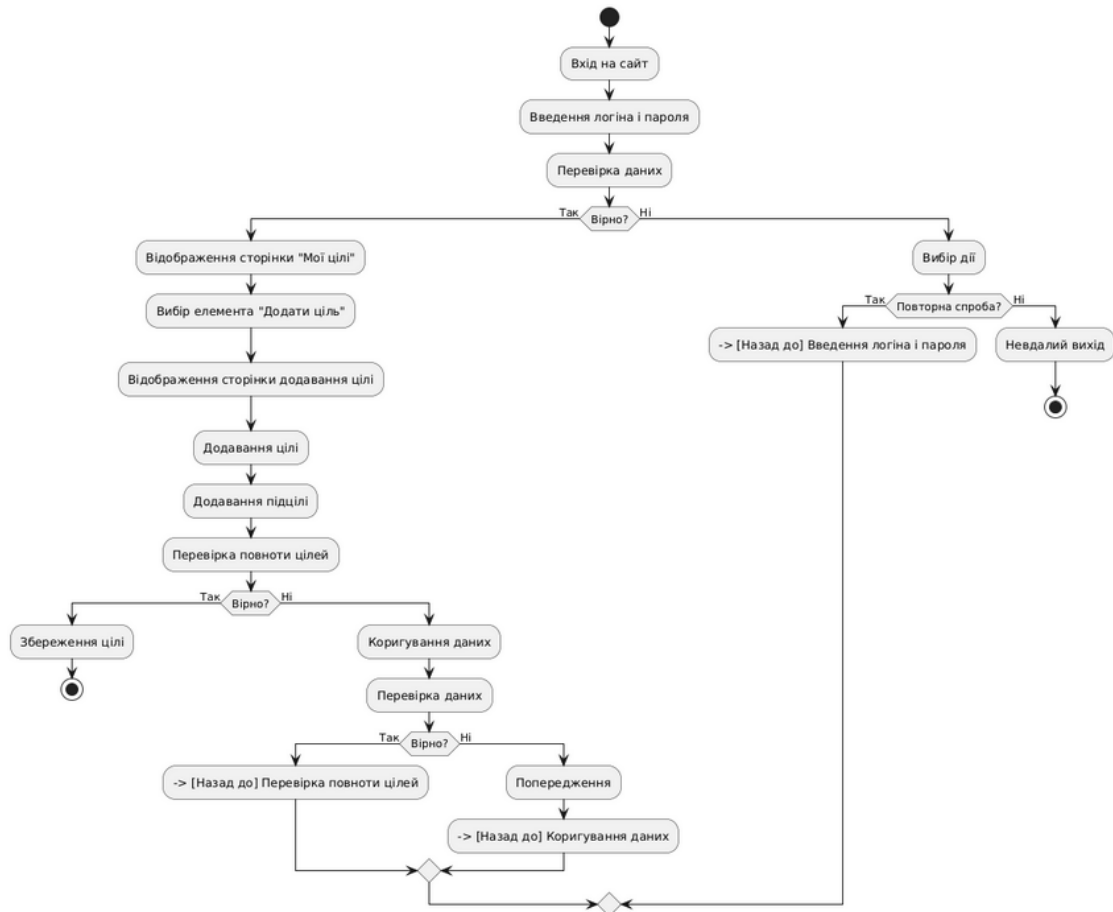 Вхід на сайт
Введення логіна і пароля
Перевірка даних
Так
Вірно?
Ні
Відображення сторінки "Мої цілі"
Вибір дії
Вибір елемента "Додати ціль"
Так
Повторна спроба?
Ні
-> [Назад до] Введення логіна і пароля
Невдалий вихід
Відображення сторінки додавання цілі
Додавання цілі
Додавання підцілі
Перевірка повноти цілей
Так
Вірно?
Ні
Збереження цілі
Коригування даних
Перевірка даних
Так
Вірно?
Ні
-> [Назад до] Перевірка повноти цілей
Попередження
-> [Назад до] Коригування даних